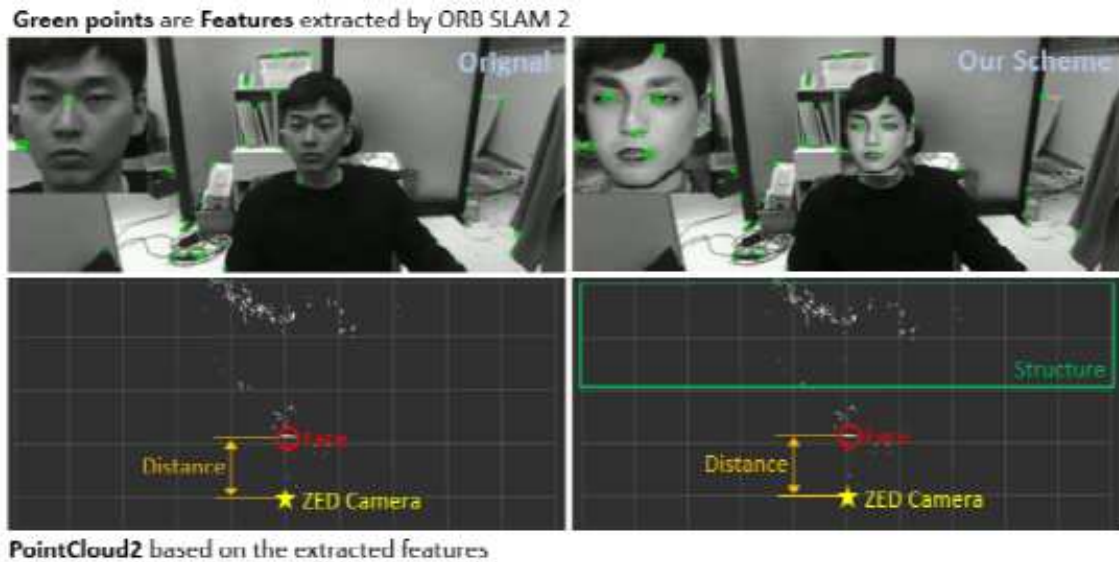 Green points are Features extracted by ORB SLAM 2
Orignal
Our Scheme
Structure
Face
Face
Distance
Distance
ZED Camera
ZED Camera
PointCloud2 based on the extracted features